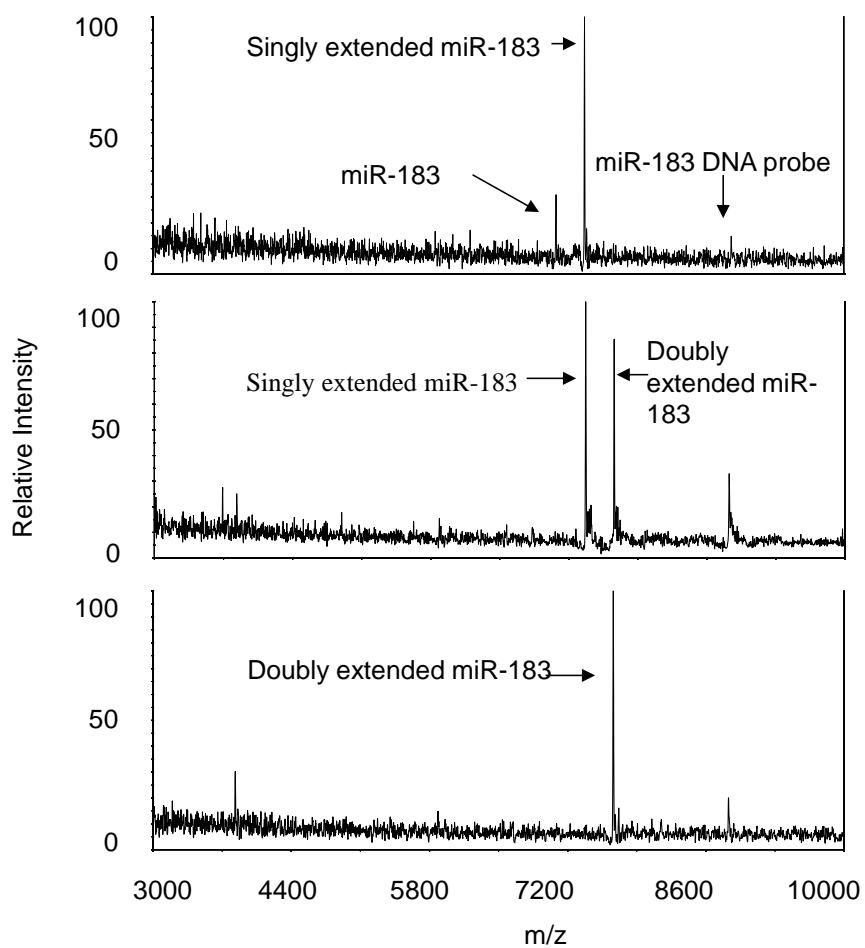 100
Singly extended miR-183
50
miR-183 DNA probe
miR-183
0
100
Doubly
extended miR-
183
Singly extended miR-183
50
0
Relative Intensity
100
Doubly extended miR-183
50
0
3000 4400 5800 7200 8600 10000
m/z